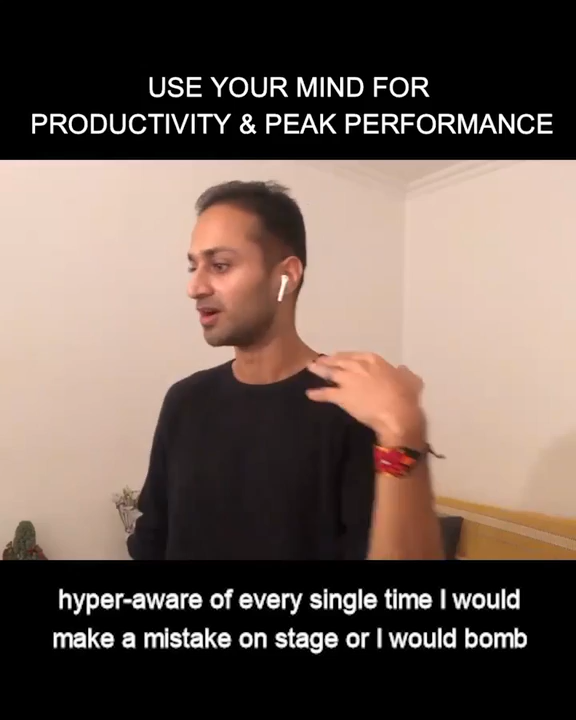 USE YOUR MIND FOR
PRODUCTIVITY & PEAK PERFORMANCE
hyper-aware of every single time I would
make a mistake on stage or I would bomb